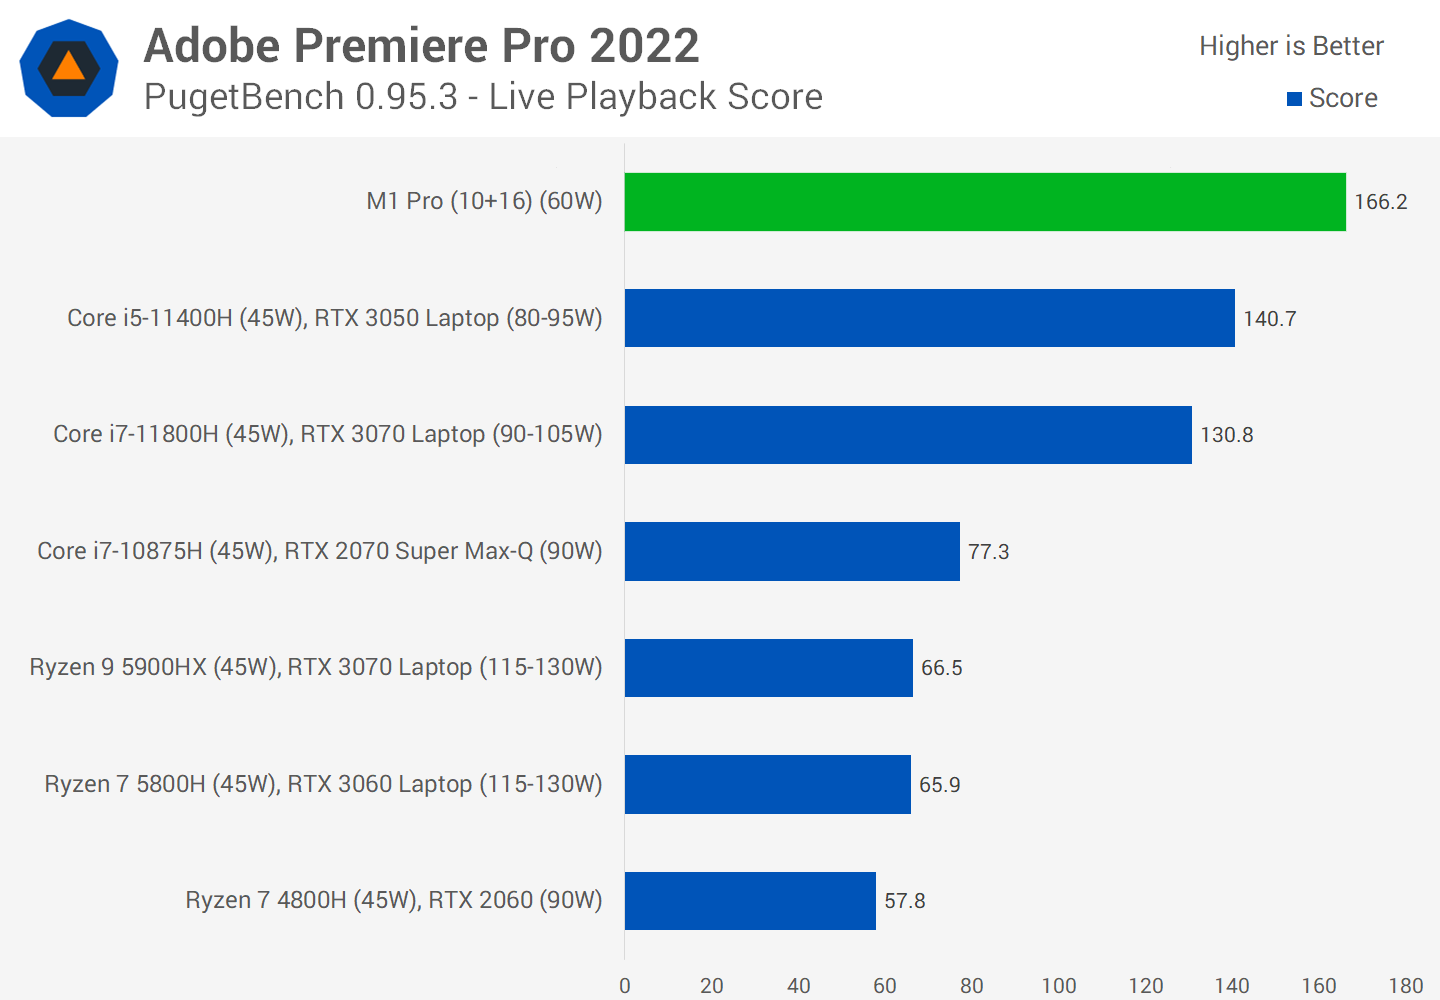 Adobe Premiere Pro 2022
PugetBench 0.95.3 - Live Playback Score
Higher is Better
Score
M1 Pro (10+16) (60W) 166.2
Core i5-11400H (45W), RTX 3050 Laptop (80-95W) 140.7
Core i7-11800H (45W), RTX 3070 Laptop (90-105W) 130.8
Core i7-10875H (45W), RTX 2070 Super Max-Q (90W) 77.3
Ryzen 9 5900HX (45W), RTX 3070 Laptop (115-130W) 66.5
Ryzen 7 5800H (45W), RTX 3060 Laptop (115-130W) 65.9
Ryzen 7 4800H (45W), RTX 2060 (90W) 57.8
0 20 40 60 80 100 120 140 160 180